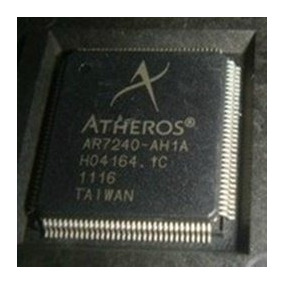 ATHEROS®
AR7240-AH1A
H04164.1C
1116
TAIWAN